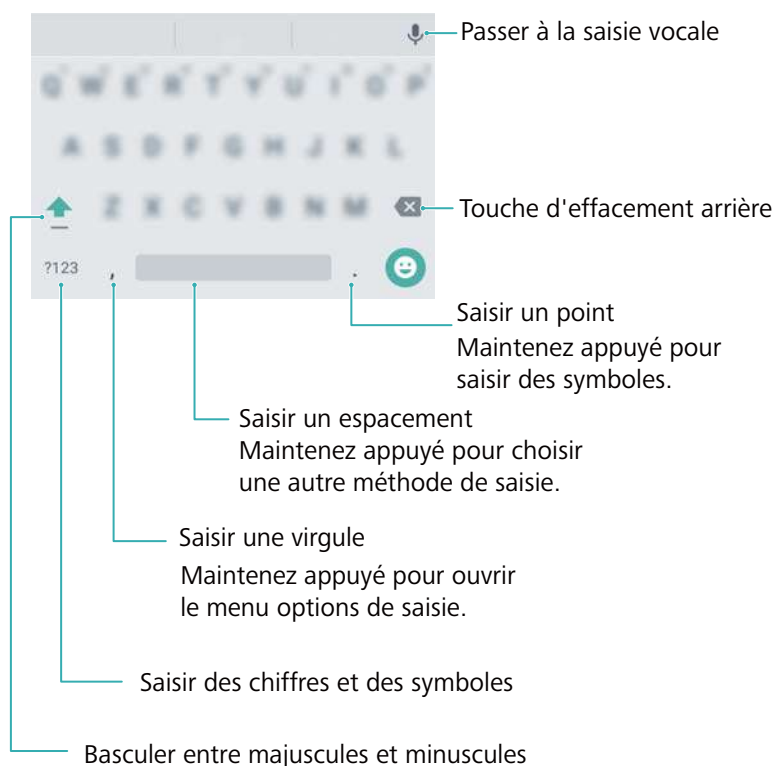 Passer à la saisie vocale
Q W E R T Y U I O P
A S D F G H J K L
Z X C V B N M
Touche d'effacement arrière
?123 , .
Saisir un point
Maintenez appuyé pour
saisir des symboles.
Saisir un espacement
Maintenez appuyé pour choisir
une autre méthode de saisie.
Saisir une virgule
Maintenez appuyé pour ouvrir
le menu options de saisie.
Saisir des chiffres et des symboles
Basculer entre majuscules et minuscules